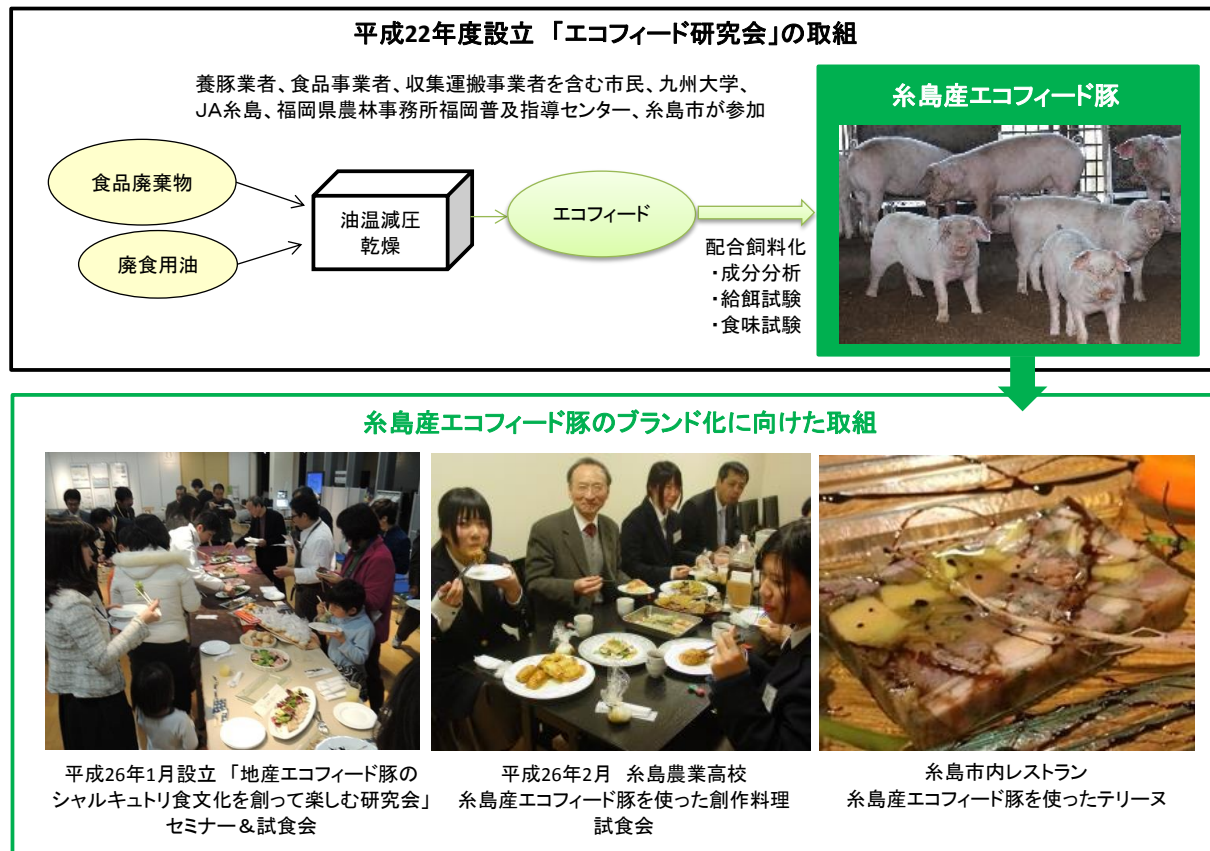 平成22年度設立 「エコフィード研究会」の取組
養豚業者、食品事業者、収集運搬事業者を含む市民、九州大学、
JA糸島、福岡県農林事務所福岡普及指導センター、糸島市が参加
食品廃棄物
廃食用油
油温減圧
乾燥
エコフィード
配合飼料化
・成分分析
・給餌試験
・食味試験
糸島産エコフィード豚
糸島産エコフィード豚のブランド化に向けた取組
平成26年1月設立 「地産エコフィード豚の
シャルキュトリ食文化を創って楽しむ研究会」
セミナー＆試食会
平成26年2月 糸島農業高校
糸島産エコフィード豚を使った創作料理
試食会
糸島市内レストラン
糸島産エコフィード豚を使ったテリーヌ